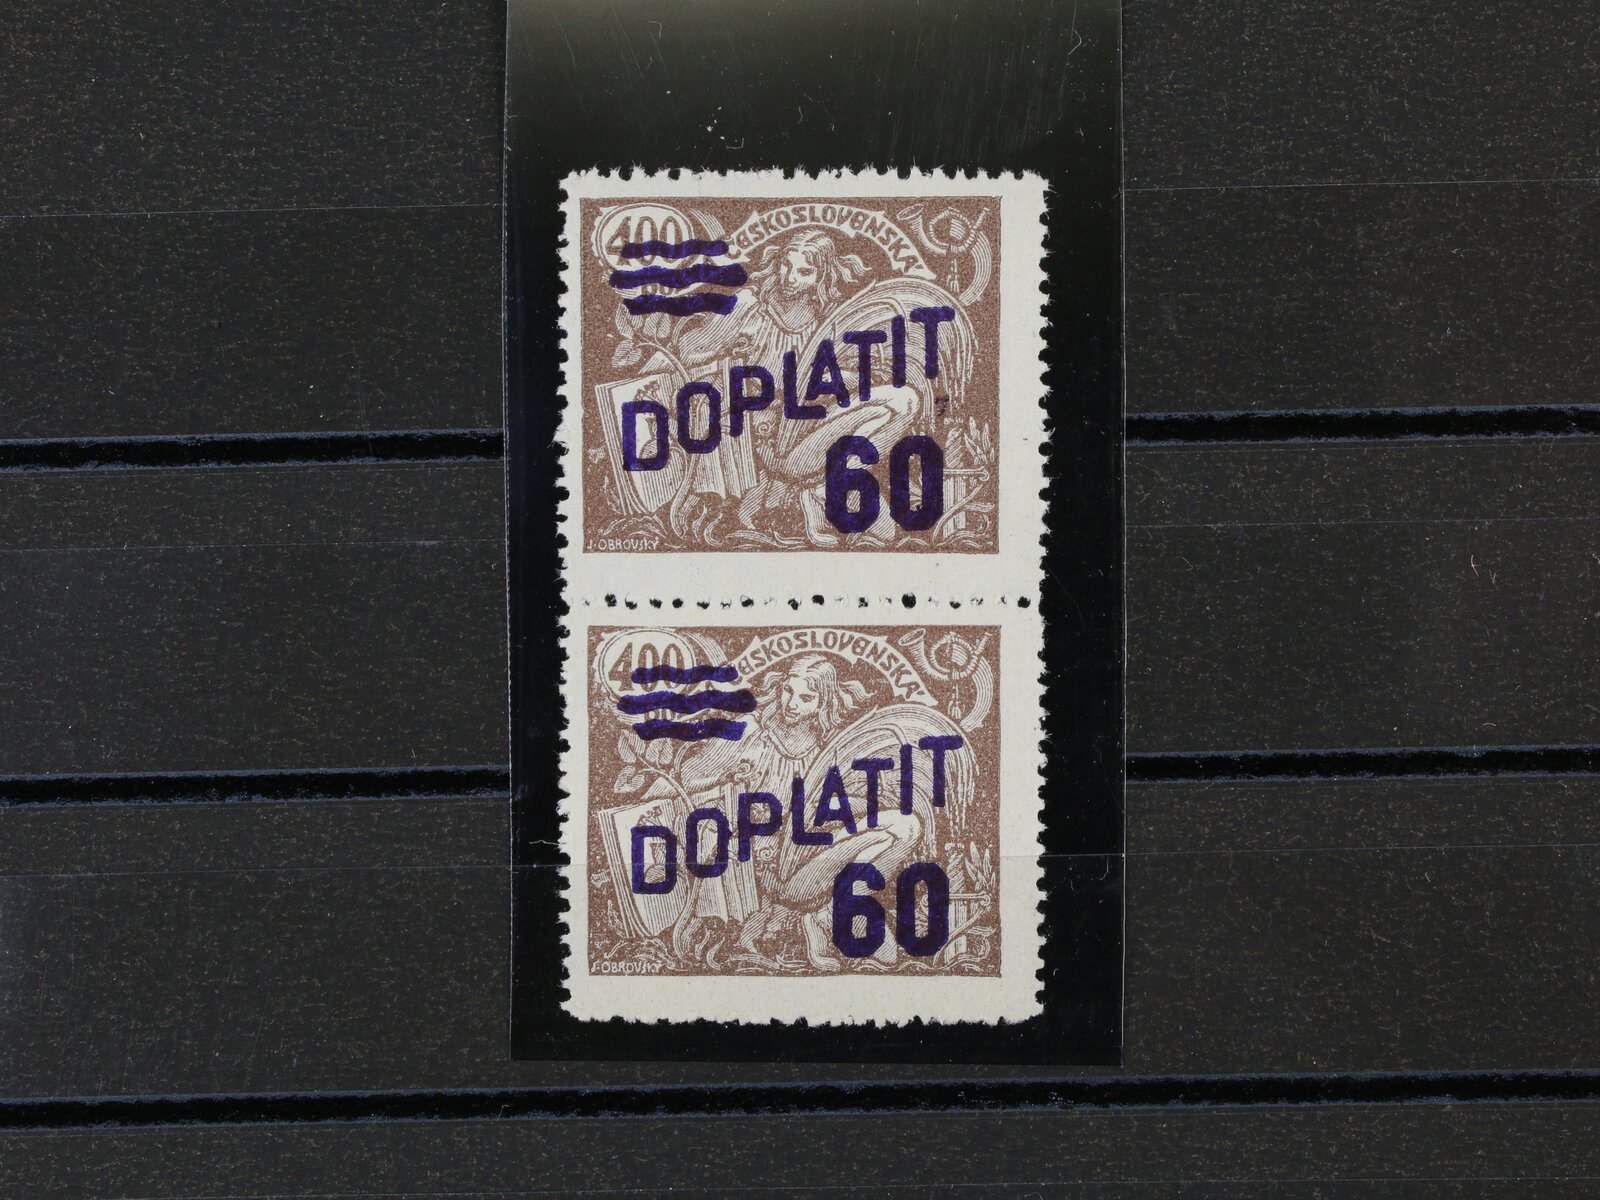 400
ČESKOSLOVENSKÁ
DOPLATIT
60
J·OBROVSKÝ
400
ČESKOSLOVENSKÁ
DOPLATIT
60
J·OBROVSKÝ